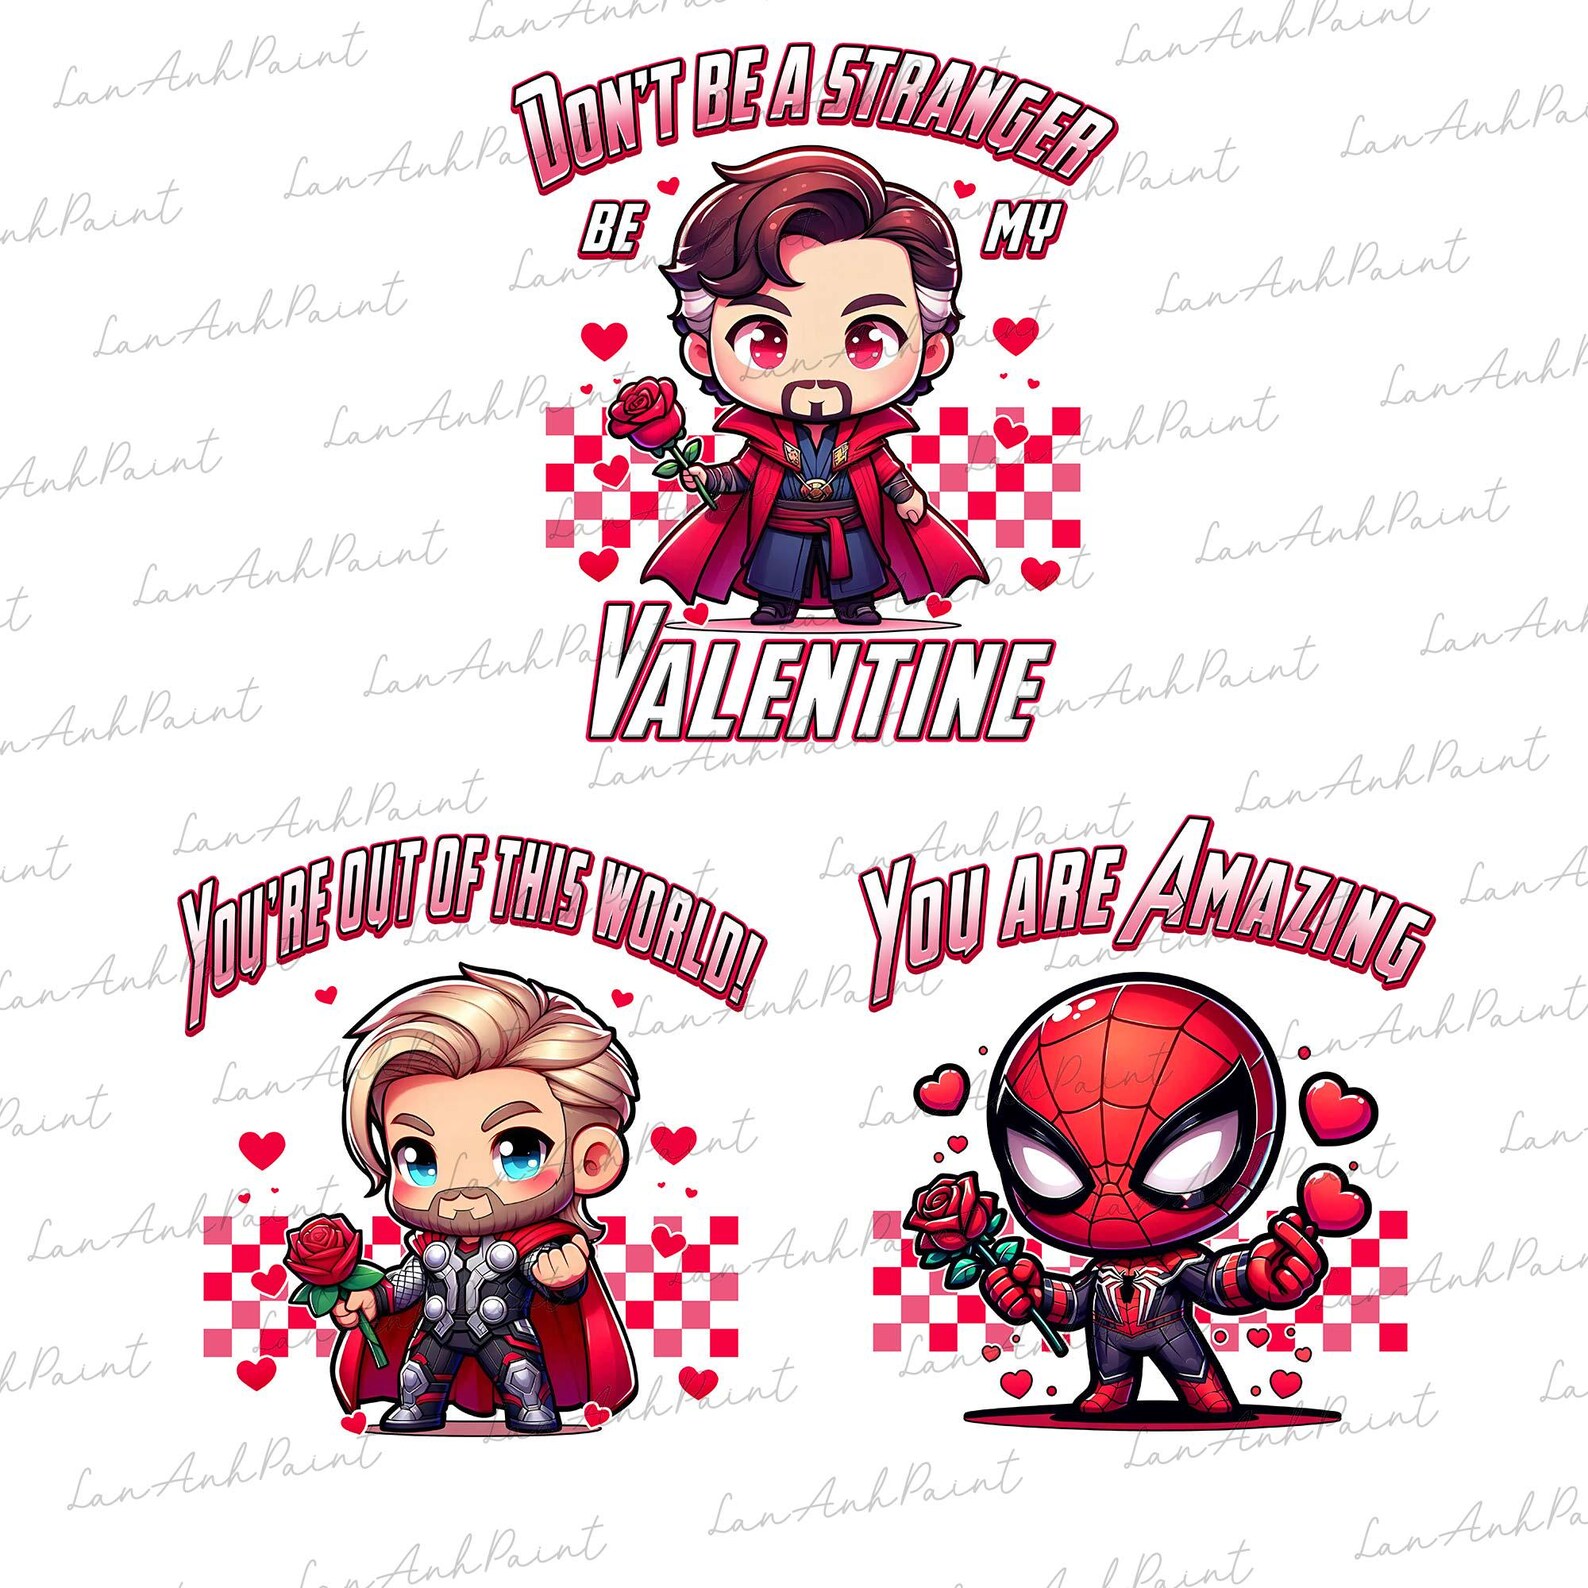 DON'T BE A STRANGER
BE MY
VALENTINE
YOU'RE OUT OF THIS WORLD!
YOU ARE AMAZING
LanAnhPaint